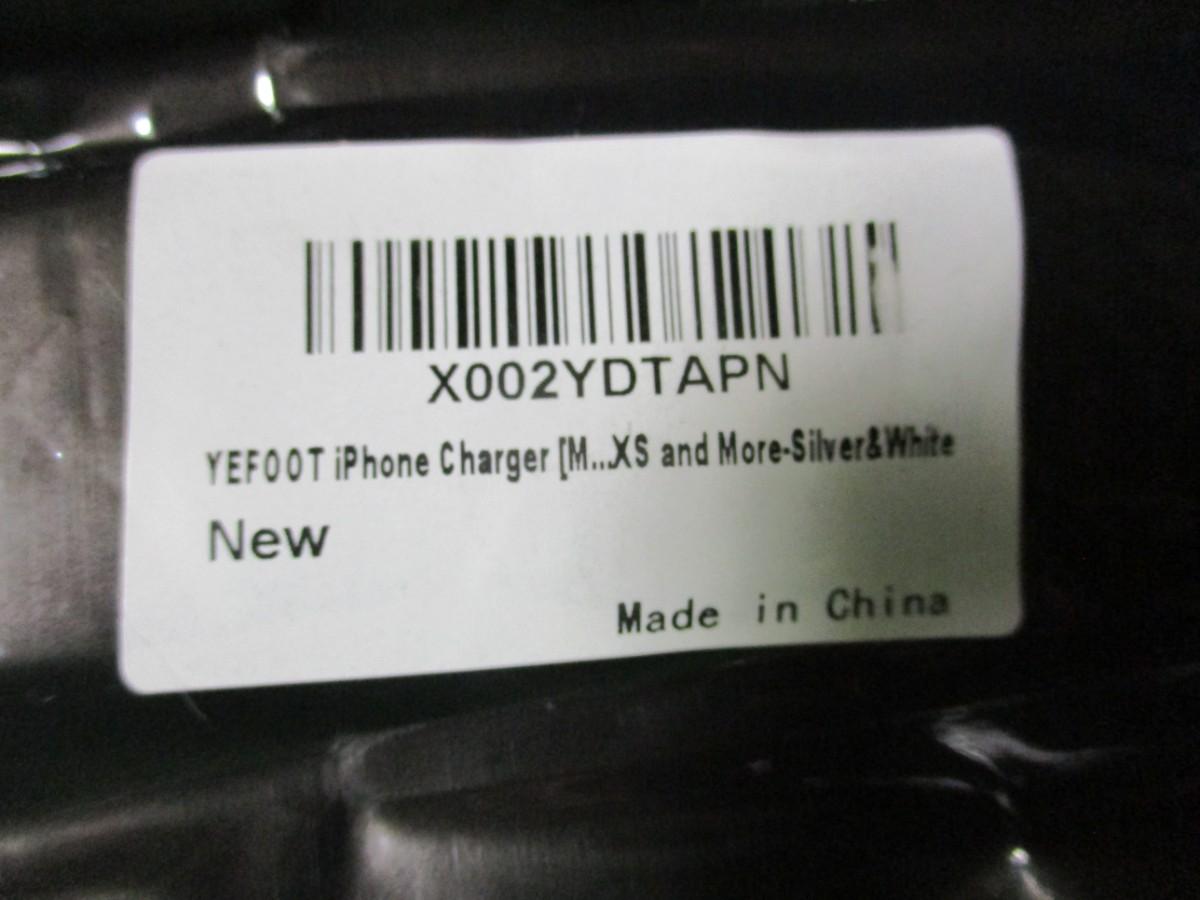 X002YDTAPN
YEFOOT iPhone Charger [M...XS and More-Silver&White
New
Made in China